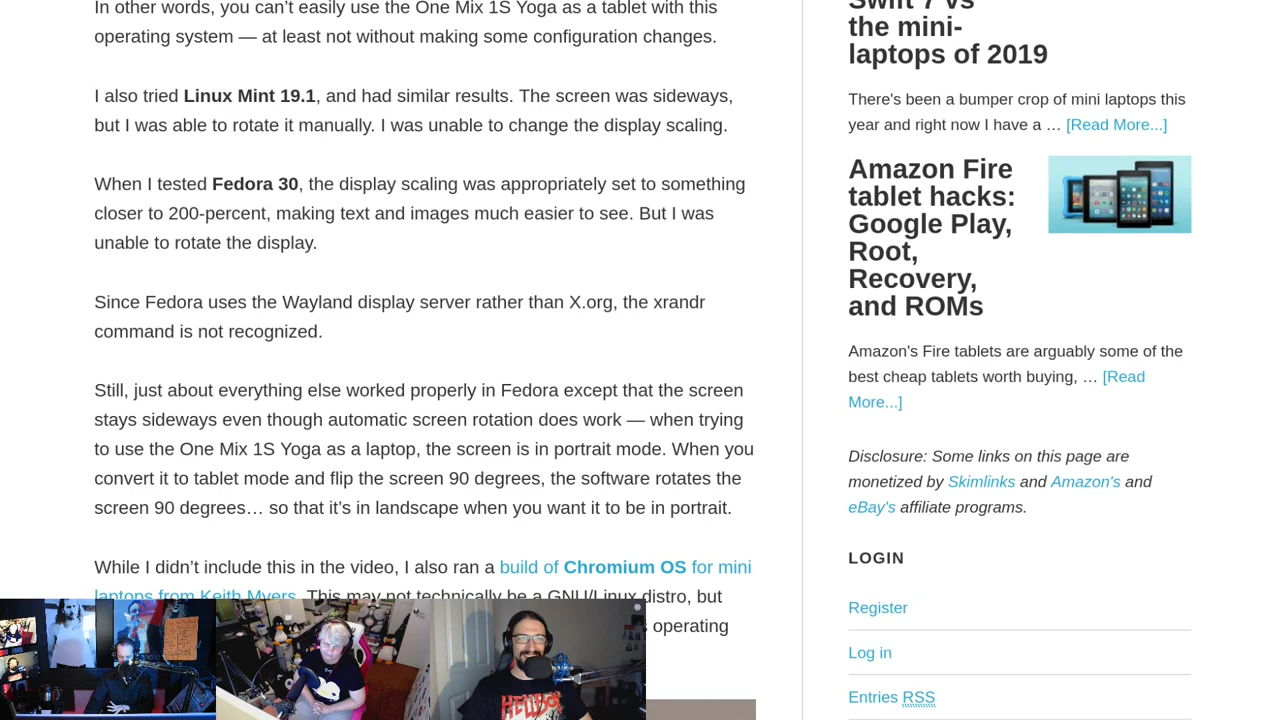 In other words, you can’t easily use the One Mix 1S Yoga as a tablet with this
operating system — at least not without making some configuration changes.
I also tried Linux Mint 19.1, and had similar results. The screen was sideways,
but I was able to rotate it manually. I was unable to change the display scaling.
When I tested Fedora 30, the display scaling was appropriately set to something
closer to 200-percent, making text and images much easier to see. But I was
unable to rotate the display.
Since Fedora uses the Wayland display server rather than X.org, the xrandr
command is not recognized.
Still, just about everything else worked properly in Fedora except that the screen
stays sideways even though automatic screen rotation does work — when trying
to use the One Mix 1S Yoga as a laptop, the screen is in portrait mode. When you
convert it to tablet mode and flip the screen 90 degrees, the software rotates the
screen 90 degrees… so that it’s in landscape when you want it to be in portrait.
While I didn’t include this in the video, I also ran a build of Chromium OS for mini
laptops from Keith Myers. This may not technically be a GNU/Linux distro, but
operating
HELLBOY
Swift 7 vs
the mini-
laptops of 2019
There's been a bumper crop of mini laptops this
year and right now I have a … [Read More...]
Amazon Fire
tablet hacks:
Google Play,
Root,
Recovery,
and ROMs
Amazon's Fire tablets are arguably some of the
best cheap tablets worth buying, … [Read
More...]
Disclosure: Some links on this page are
monetized by Skimlinks and Amazon's and
eBay's affiliate programs.
LOGIN
Register
Log in
Entries RSS